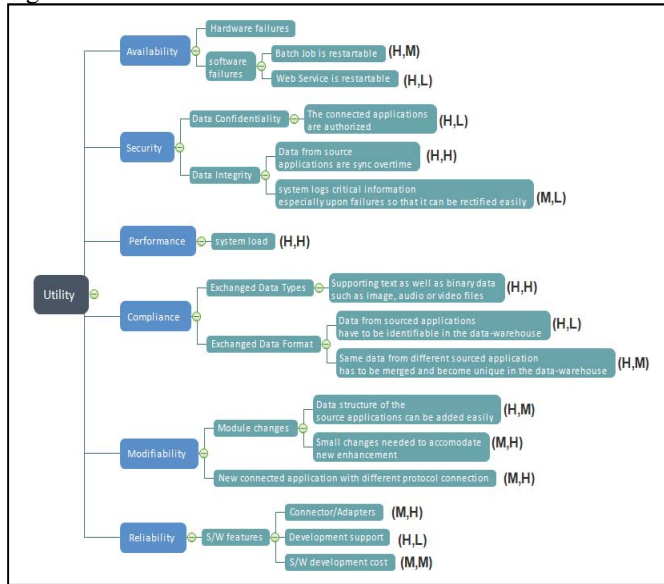 Utility
Availability
Hardware failures
software
failures
Batch Job is restartable (H,M)
Web Service is restartable (H,L)
Security
Data Confidentiality
The connected applications
are authorized
(H,L)
Data Integrity
Data from source
applications are sync overtime
(H,H)
system logs critical information
especially upon failures so that it can be rectified easily
(M,L)
Performance
system load (H,H)
Compliance
Exchanged Data Types
Supporting text as well as binary data
such as image, audio or video files
(H,H)
Exchanged Data Format
Data from sourced applications
have to be identifiable in the data-warehouse
(H,L)
Same data from different sourced application
has to be merged and become unique in the data-warehouse
(H,M)
Modifiability
Module changes
Data structure of the
source applications can be added easily
(H,M)
Small changes needed to accomodate
new enhancement
(M,H)
New connected application with different protocol connection (M,H)
Reliability
S/W features
Connector/Adapters (M,H)
Development support (H,L)
S/W development cost (M,M)